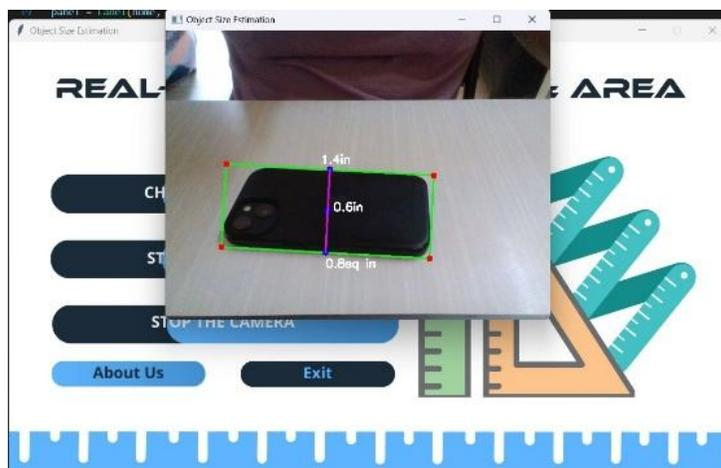 Object Size Estimation
Object Size Estimation
REAL-
AREA
1.4in
0.6in
0.8sq in
CH
ST
STOP THE CAMERA
About Us
Exit